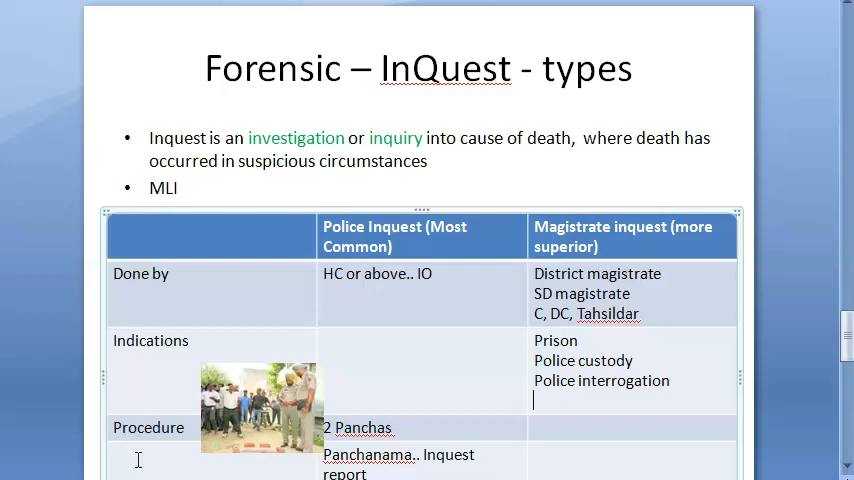 Forensic – InQuest - types
• Inquest is an investigation or inquiry into cause of death, where death has
occurred in suspicious circumstances
• MLI
Police Inquest (Most
Common)
Magistrate inquest (more
superior)
Done by
HC or above.. IO
District magistrate
SD magistrate
C, DC, Tahsildar
Indications
Prison
Police custody
Police interrogation
Procedure
2 Panchas
Panchanama.. Inquest
report